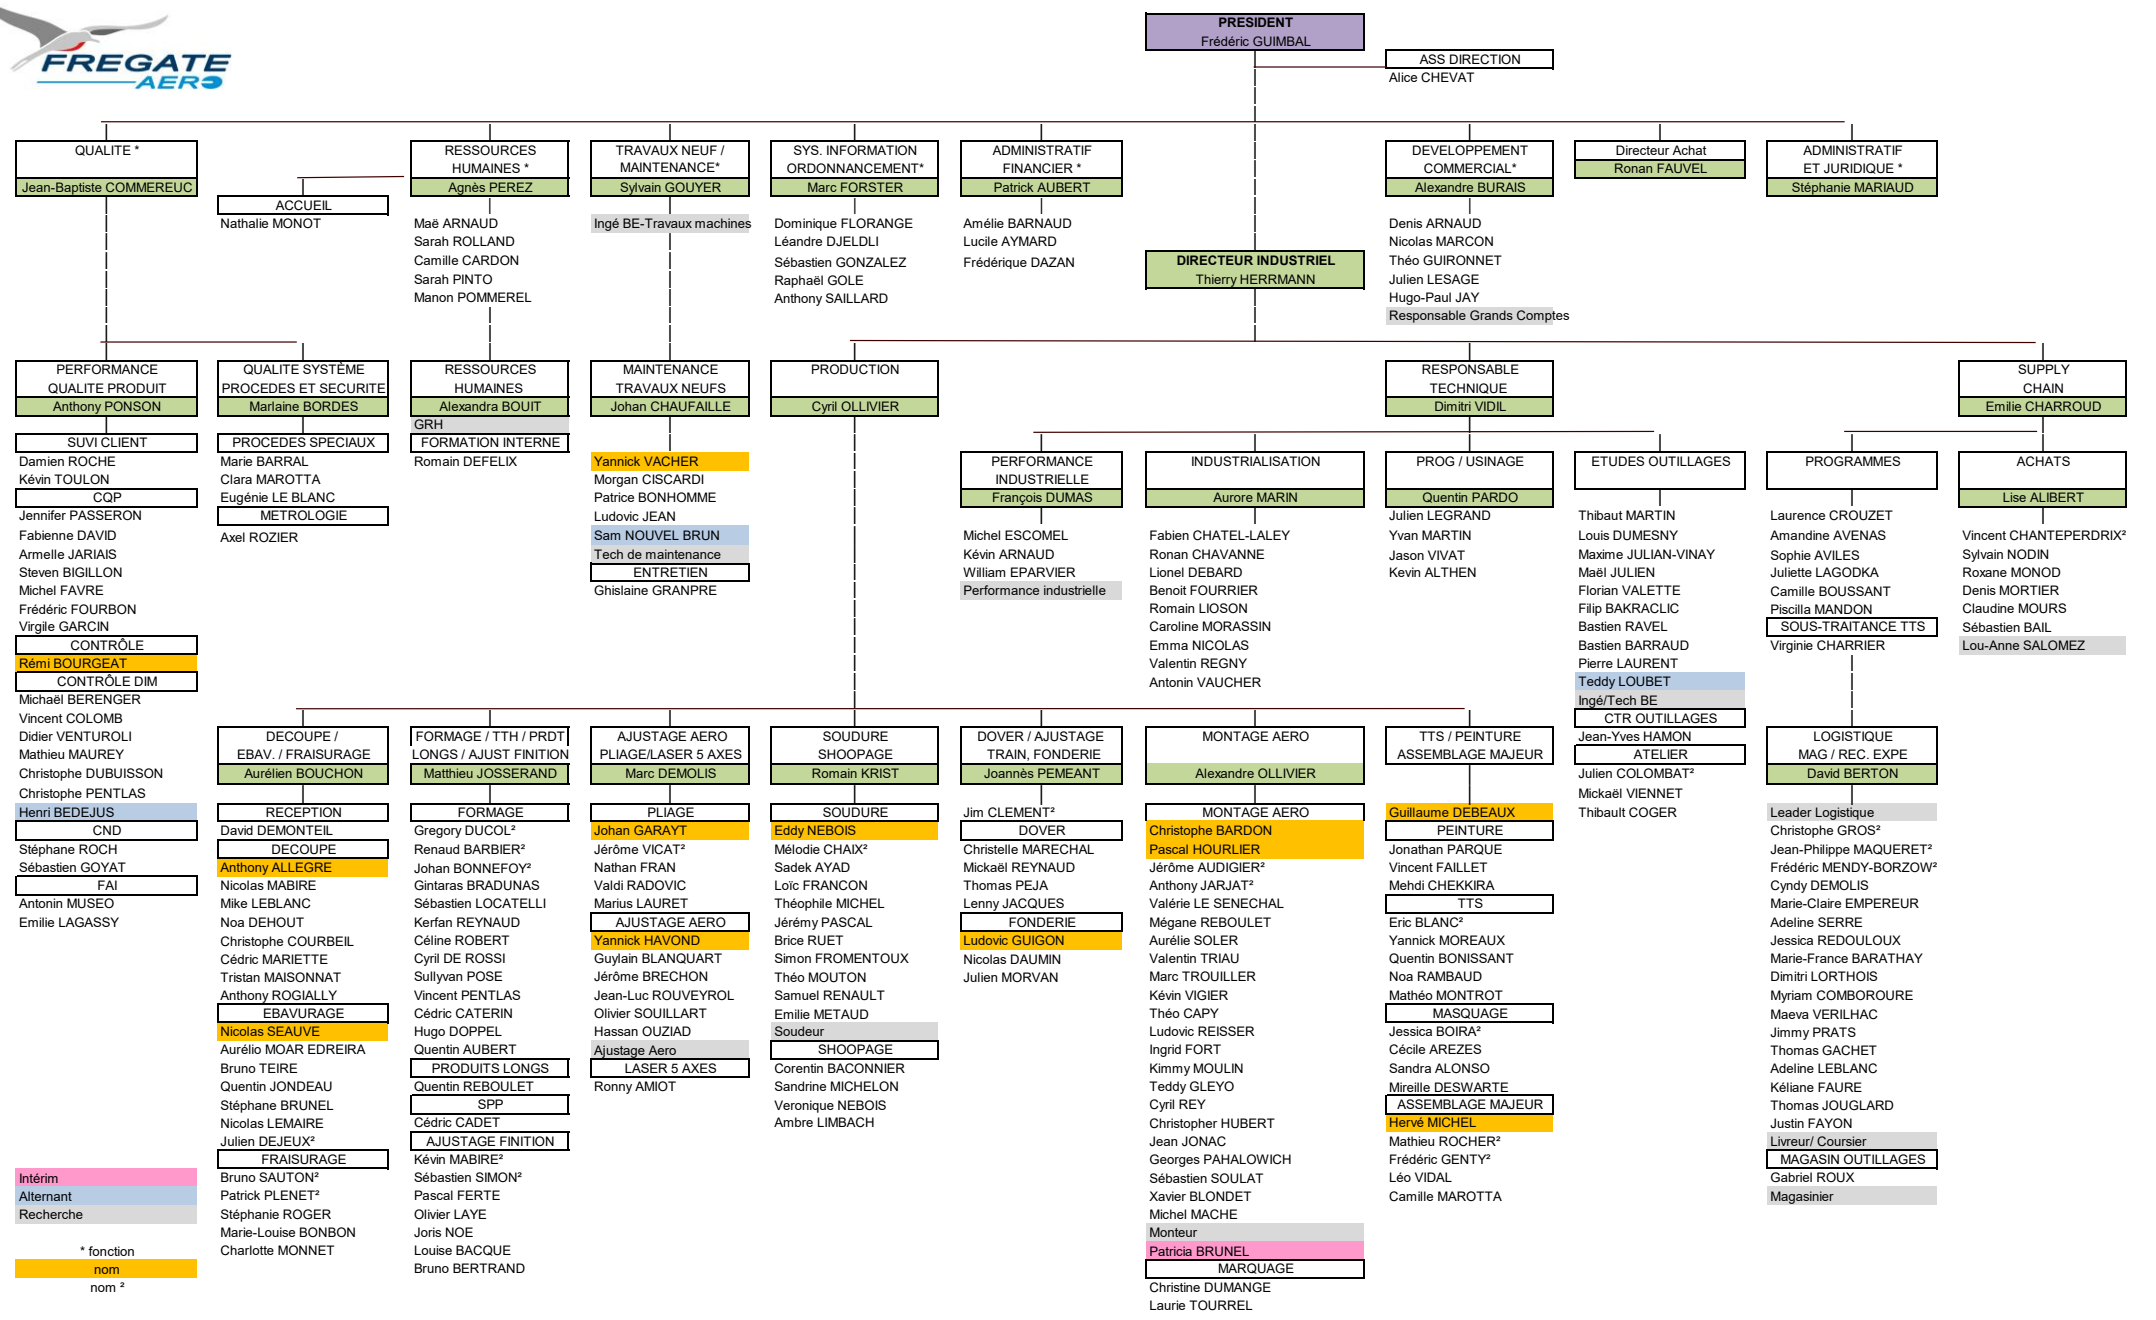 FREGATE
AERO
PRESIDENT
Frédéric GUIMBAL
ASS DIRECTION
Alice CHEVAT
QUALITE *
Jean-Baptiste COMMEREUC
ACCUEIL
Nathalie MONOT
RESSOURCES
HUMAINES *
Agnès PEREZ
Maë ARNAUD
Sarah ROLLAND
Camille CARDON
Sarah PINTO
Manon POMMEREL
TRAVAUX NEUF /
MAINTENANCE*
Sylvain GOUYER
Ingé BE-Travaux machines
SYS. INFORMATION
ORDONNANCEMENT*
Marc FORSTER
Dominique FLORANGE
Léandre DJELDLI
Sébastien GONZALEZ
Raphaël GOLE
Anthony SAILLARD
ADMINISTRATIF
FINANCIER *
Patrick AUBERT
Amélie BARNAUD
Lucile AYMARD
Frédérique DAZAN
DIRECTEUR INDUSTRIEL
Thierry HERRMANN
DEVELOPPEMENT
COMMERCIAL*
Alexandre BURAIS
Denis ARNAUD
Nicolas MARCON
Théo GUIRONNET
Julien LESAGE
Hugo-Paul JAY
Responsable Grands Comptes
Directeur Achat
Ronan FAUVEL
ADMINISTRATIF
ET JURIDIQUE *
Stéphanie MARIAUD
PERFORMANCE
QUALITE PRODUIT
Anthony PONSON
SUVI CLIENT
Damien ROCHE
Kévin TOULON
CQP
Jennifer PASSERON
Fabienne DAVID
Armelle JARIAIS
Steven BIGILLON
Michel FAVRE
Frédéric FOURBON
Virgile GARCIN
CONTRÔLE
Rémi BOURGEAT
CONTRÔLE DIM
Michaël BERENGER
Vincent COLOMB
Didier VENTUROLI
Mathieu MAUREY
Christophe DUBUISSON
Christophe PENTLAS
Henri BEDEJUS
CND
Stéphane ROCH
Sébastien GOYAT
FAI
Antonin MUSEO
Emilie LAGASSY
QUALITE SYSTÈME
PROCEDES ET SECURITE
Marlaine BORDES
PROCEDES SPECIAUX
Marie BARRAL
Clara MAROTTA
Eugénie LE BLANC
METROLOGIE
Axel ROZIER
RESSOURCES
HUMAINES
Alexandra BOUIT
GRH
FORMATION INTERNE
Romain DEFELIX
MAINTENANCE
TRAVAUX NEUFS
Johan CHAUFAILLE
Yannick VACHER
Morgan CISCARDI
Patrice BONHOMME
Ludovic JEAN
Sam NOUVEL BRUN
Tech de maintenance
ENTRETIEN
Ghislaine GRANPRE
PRODUCTION
Cyril OLLIVIER
RESPONSABLE
TECHNIQUE
Dimitri VIDIL
SUPPLY
CHAIN
Emilie CHARROUD
PERFORMANCE
INDUSTRIELLE
François DUMAS
Michel ESCOMEL
Kévin ARNAUD
William EPARVIER
Performance industrielle
INDUSTRIALISATION
Aurore MARIN
Fabien CHATEL-LALEY
Ronan CHAVANNE
Lionel DEBARD
Benoit FOURRIER
Romain LIOSON
Caroline MORASSIN
Emma NICOLAS
Valentin REGNY
Antonin VAUCHER
PROG / USINAGE
Quentin PARDO
Julien LEGRAND
Yvan MARTIN
Jason VIVAT
Kevin ALTHEN
ETUDES OUTILLAGES
Thibaut MARTIN
Louis DUMESNY
Maxime JULIAN-VINAY
Maël JULIEN
Florian VALETTE
Filip BAKRACLIC
Bastien RAVEL
Bastien BARRAUD
Pierre LAURENT
Teddy LOUBET
Ingé/Tech BE
CTR OUTILLAGES
Jean-Yves HAMON
ATELIER
Julien COLOMBAT²
Mickaël VIENNET
Thibault COGER
PROGRAMMES
Laurence CROUZET
Amandine AVENAS
Sophie AVILES
Juliette LAGODKA
Camille BOUSSANT
Piscilla MANDON
SOUS-TRAITANCE TTS
Virginie CHARRIER
ACHATS
Lise ALIBERT
Vincent CHANTEPERDRIX²
Sylvain NODIN
Roxane MONOD
Denis MORTIER
Claudine MOURS
Sébastien BAIL
Lou-Anne SALOMEZ
DECOUPE /
EBAV. / FRAISURAGE
Aurélien BOUCHON
RECEPTION
David DEMONTEIL
DECOUPE
Anthony ALLEGRE
Nicolas MABIRE
Mike LEBLANC
Noa DEHOUT
Christophe COURBEIL
Cédric MARIETTE
Tristan MAISONNAT
Anthony ROGIALLY
EBAVURAGE
Nicolas SEAUVE
Aurélio MOAR EDREIRA
Bruno TEIRE
Quentin JONDEAU
Stéphane BRUNEL
Nicolas LEMAIRE
Julien DEJEUX²
FRAISURAGE
Bruno SAUTON²
Patrick PLENET²
Stéphanie ROGER
Marie-Louise BONBON
Charlotte MONNET
FORMAGE / TTH / PRDT
LONGS / AJUST FINITION
Matthieu JOSSERAND
FORMAGE
Gregory DUCOL²
Renaud BARBIER²
Johan BONNEFOY²
Gintaras BRADUNAS
Sébastien LOCATELLI
Kerfan REYNAUD
Céline ROBERT
Cyril DE ROSSI
Sullyvan POSE
Vincent PENTLAS
Cédric CATERIN
Hugo DOPPEL
Quentin AUBERT
PRODUITS LONGS
Quentin REBOULET
SPP
Cédric CADET
AJUSTAGE FINITION
Kévin MABIRE²
Sébastien SIMON²
Pascal FERTE
Olivier LAYE
Joris NOE
Louise BACQUE
Bruno BERTRAND
AJUSTAGE AERO
PLIAGE/LASER 5 AXES
Marc DEMOLIS
PLIAGE
Johan GARAYT
Jérôme VICAT²
Nathan FRAN
Valdi RADOVIC
Marius LAURET
AJUSTAGE AERO
Yannick HAVOND
Guylain BLANQUART
Jérôme BRECHON
Jean-Luc ROUVEYROL
Olivier SOUILLART
Hassan OUZIAD
Ajustage Aero
LASER 5 AXES
Ronny AMIOT
SOUDURE
SHOOPAGE
Romain KRIST
SOUDURE
Eddy NEBOIS
Mélodie CHAIX²
Sadek AYAD
Loïc FRANCON
Théophile MICHEL
Jérémy PASCAL
Brice RUET
Simon FROMENTOUX
Théo MOUTON
Samuel RENAULT
Emilie METAUD
Soudeur
SHOOPAGE
Corentin BACONNIER
Sandrine MICHELON
Veronique NEBOIS
Ambre LIMBACH
DOVER / AJUSTAGE
TRAIN, FONDERIE
Joannès PEMEANT
Jim CLEMENT²
DOVER
Christelle MARECHAL
Mickaël REYNAUD
Thomas PEJA
Lenny JACQUES
FONDERIE
Ludovic GUIGON
Nicolas DAUMIN
Julien MORVAN
MONTAGE AERO
Alexandre OLLIVIER
MONTAGE AERO
Christophe BARDON
Pascal HOURLIER
Jérôme AUDIGIER²
Anthony JARJAT²
Valérie LE SENECHAL
Mégane REBOULET
Aurélie SOLER
Valentin TRIAU
Marc TROUILLER
Kévin VIGIER
Théo CAPY
Ludovic REISSER
Ingrid FORT
Kimmy MOULIN
Teddy GLEYO
Cyril REY
Christopher HUBERT
Jean JONAC
Georges PAHALOWICH
Sébastien SOULAT
Xavier BLONDET
Michel MACHE
Monteur
Patricia BRUNEL
MARQUAGE
Christine DUMANGE
Laurie TOURREL
TTS / PEINTURE
ASSEMBLAGE MAJEUR
Guillaume DEBEAUX
PEINTURE
Jonathan PARQUE
Vincent FAILLET
Mehdi CHEKKIRA
TTS
Eric BLANC²
Yannick MOREAUX
Quentin BONISSANT
Noa RAMBAUD
Mathéo MONTROT
MASQUAGE
Jessica BOIRA²
Cécile AREZES
Sandra ALONSO
Mireille DESWARTE
ASSEMBLAGE MAJEUR
Hervé MICHEL
Mathieu ROCHER²
Frédéric GENTY²
Léo VIDAL
Camille MAROTTA
LOGISTIQUE
MAG / REC. EXPE
David BERTON
Leader Logistique
Christophe GROS²
Jean-Philippe MAQUERET²
Frédéric MENDY-BORZOW²
Cyndy DEMOLIS
Marie-Claire EMPEREUR
Adeline SERRE
Jessica REDOULOUX
Marie-France BARATHAY
Dimitri LORTHOIS
Myriam COMBOROURE
Maeva VERILHAC
Jimmy PRATS
Thomas GACHET
Adeline LEBLANC
Kéliane FAURE
Thomas JOUGLARD
Justin FAYON
Livreur/ Coursier
MAGASIN OUTILLAGES
Gabriel ROUX
Magasinier
Intérim
Alternant
Recherche
* fonction
nom
nom ²